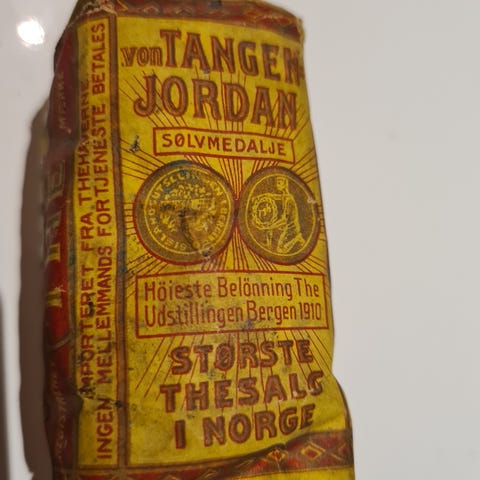 von TANGEN-
JORDAN
SØLVMEDALJE
Höieste Belönning The
Udstillingen Bergen 1910
STØRSTE
THESALG
I NORGE
IMPORTERET FRA THEHAVERNE.
INGEN MELLEMMANDS FORTJENESTE BETALES